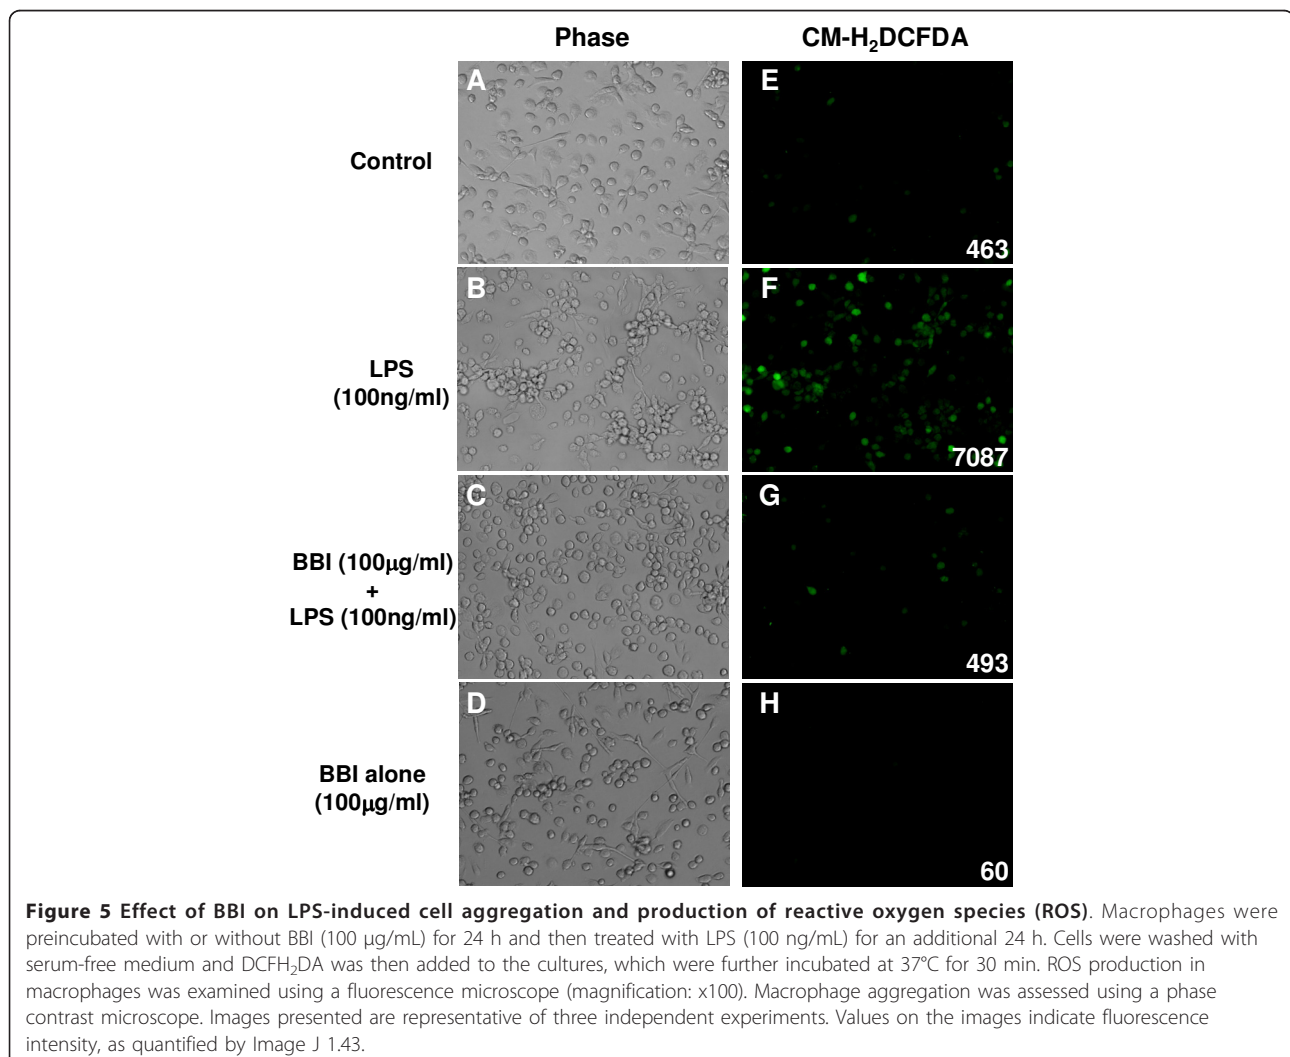 Phase CM-H₂DCFDA
A E
Control
463
B F
LPS
(100ng/ml)
7087
C G
BBI (100μg/ml)
+
LPS (100ng/ml)
493
D H
BBI alone
(100μg/ml)
60
Figure 5 Effect of BBI on LPS-induced cell aggregation and production of reactive oxygen species (ROS). Macrophages were
preincubated with or without BBI (100 μg/mL) for 24 h and then treated with LPS (100 ng/mL) for an additional 24 h. Cells were washed with
serum-free medium and DCFH₂DA was then added to the cultures, which were further incubated at 37°C for 30 min. ROS production in
macrophages was examined using a fluorescence microscope (magnification: x100). Macrophage aggregation was assessed using a phase
contrast microscope. Images presented are representative of three independent experiments. Values on the images indicate fluorescence
intensity, as quantified by Image J 1.43.